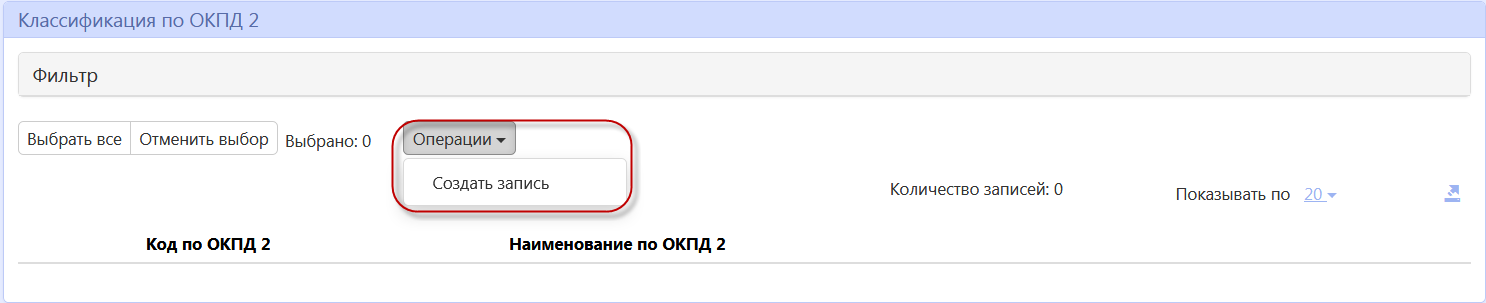 Классификация по ОКПД 2
Фильтр
Выбрать все Отменить выбор Выбрано: 0 Операции
Создать запись
Количество записей: 0 Показывать по 20
Код по ОКПД 2 Наименование по ОКПД 2